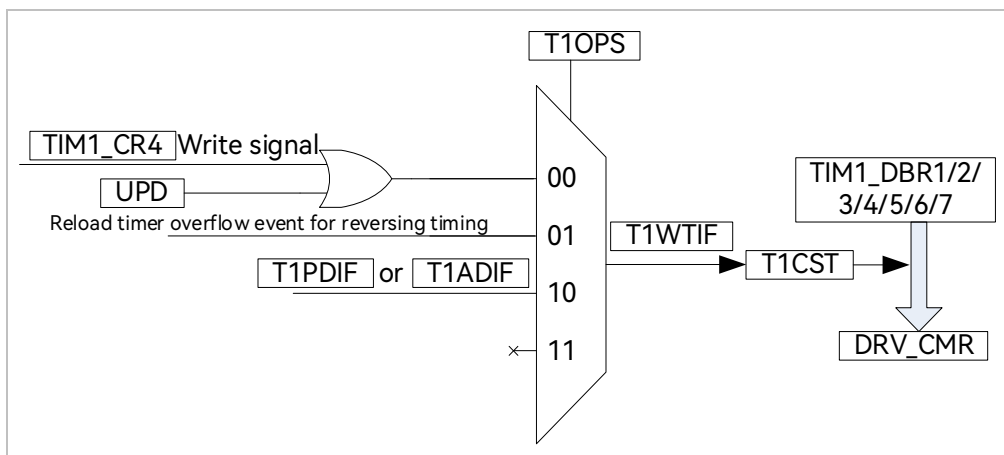 T1OPS
TIM1_CR4 Write signal
UPD
00
Reload timer overflow event for reversing timing
01
T1PDIF or T1ADIF
10
11
T1WTIF
T1CST
TIM1_DBR1/2/
3/4/5/6/7
DRV_CMR